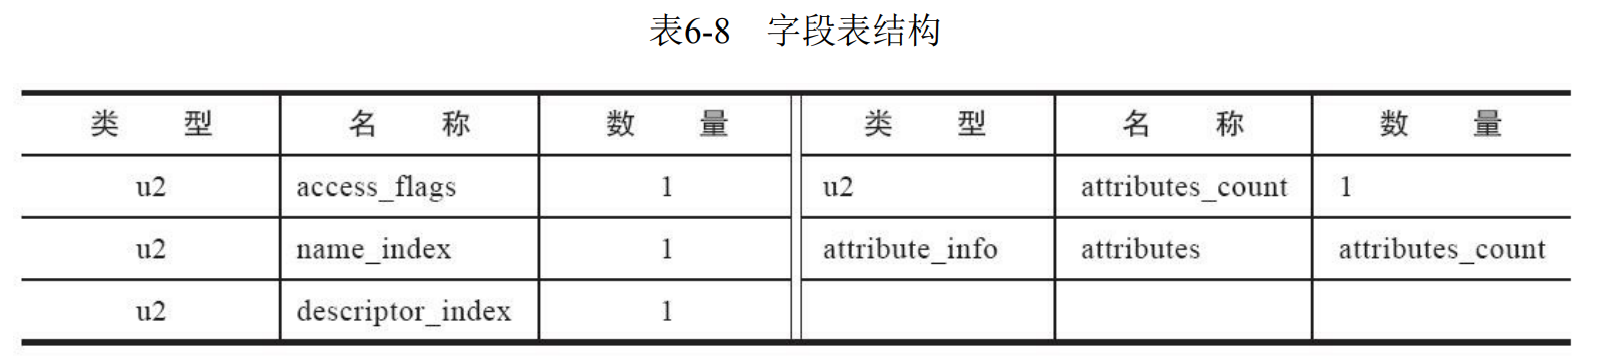 表6-8 字段表结构
类 型 名 称 数 量 类 型 名 称 数 量
u2 access_flags 1 u2 attributes_count 1
u2 name_index 1 attribute_info attributes attributes_count
u2 descriptor_index 1